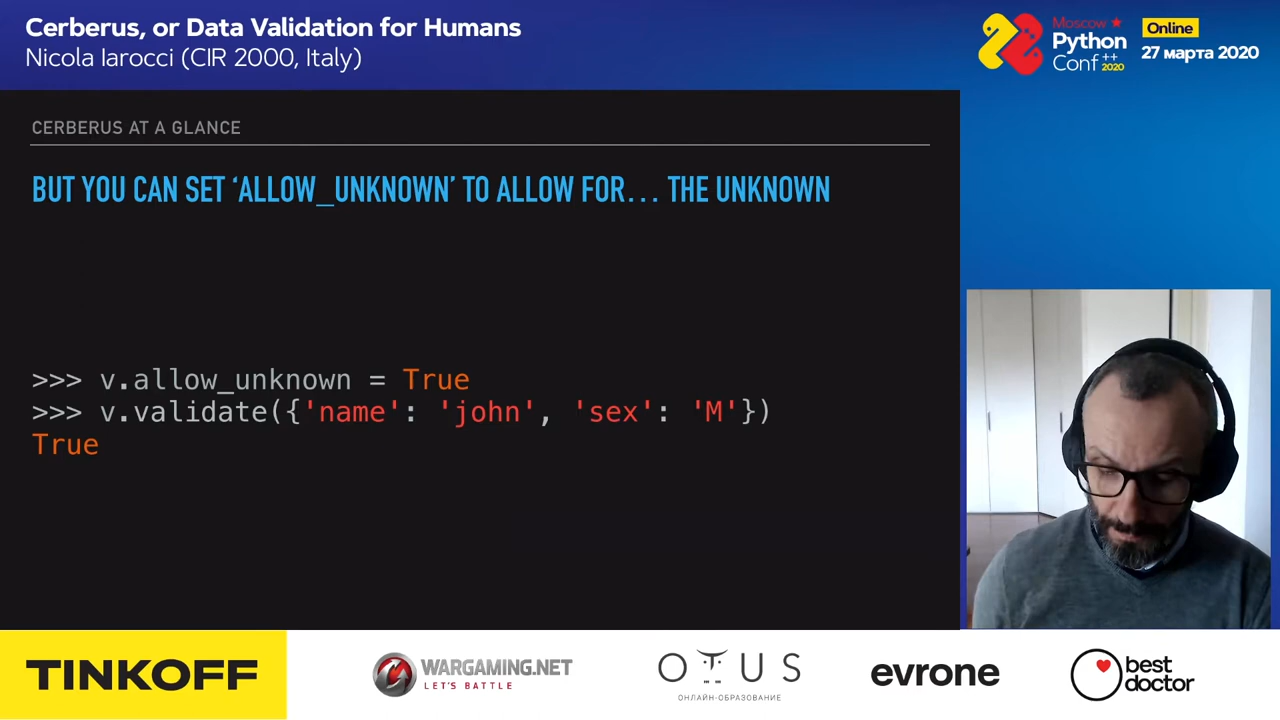 Cerberus, or Data Validation for Humans
Nicola Iarocci (CIR 2000, Italy)
Moscow
Python
Conf ++
2020
Online
27 марта 2020
CERBERUS AT A GLANCE
BUT YOU CAN SET ‘ALLOW_UNKNOWN’ TO ALLOW FOR... THE UNKNOWN
>>> v.allow_unknown = True
>>> v.validate({'name': 'john', 'sex': 'M'})
True
TINKOFF
WARGAMING.NET
LET'S BATTLE
OTUS
ОНЛАЙН-ОБРАЗОВАНИЕ
evrone
best
doctor